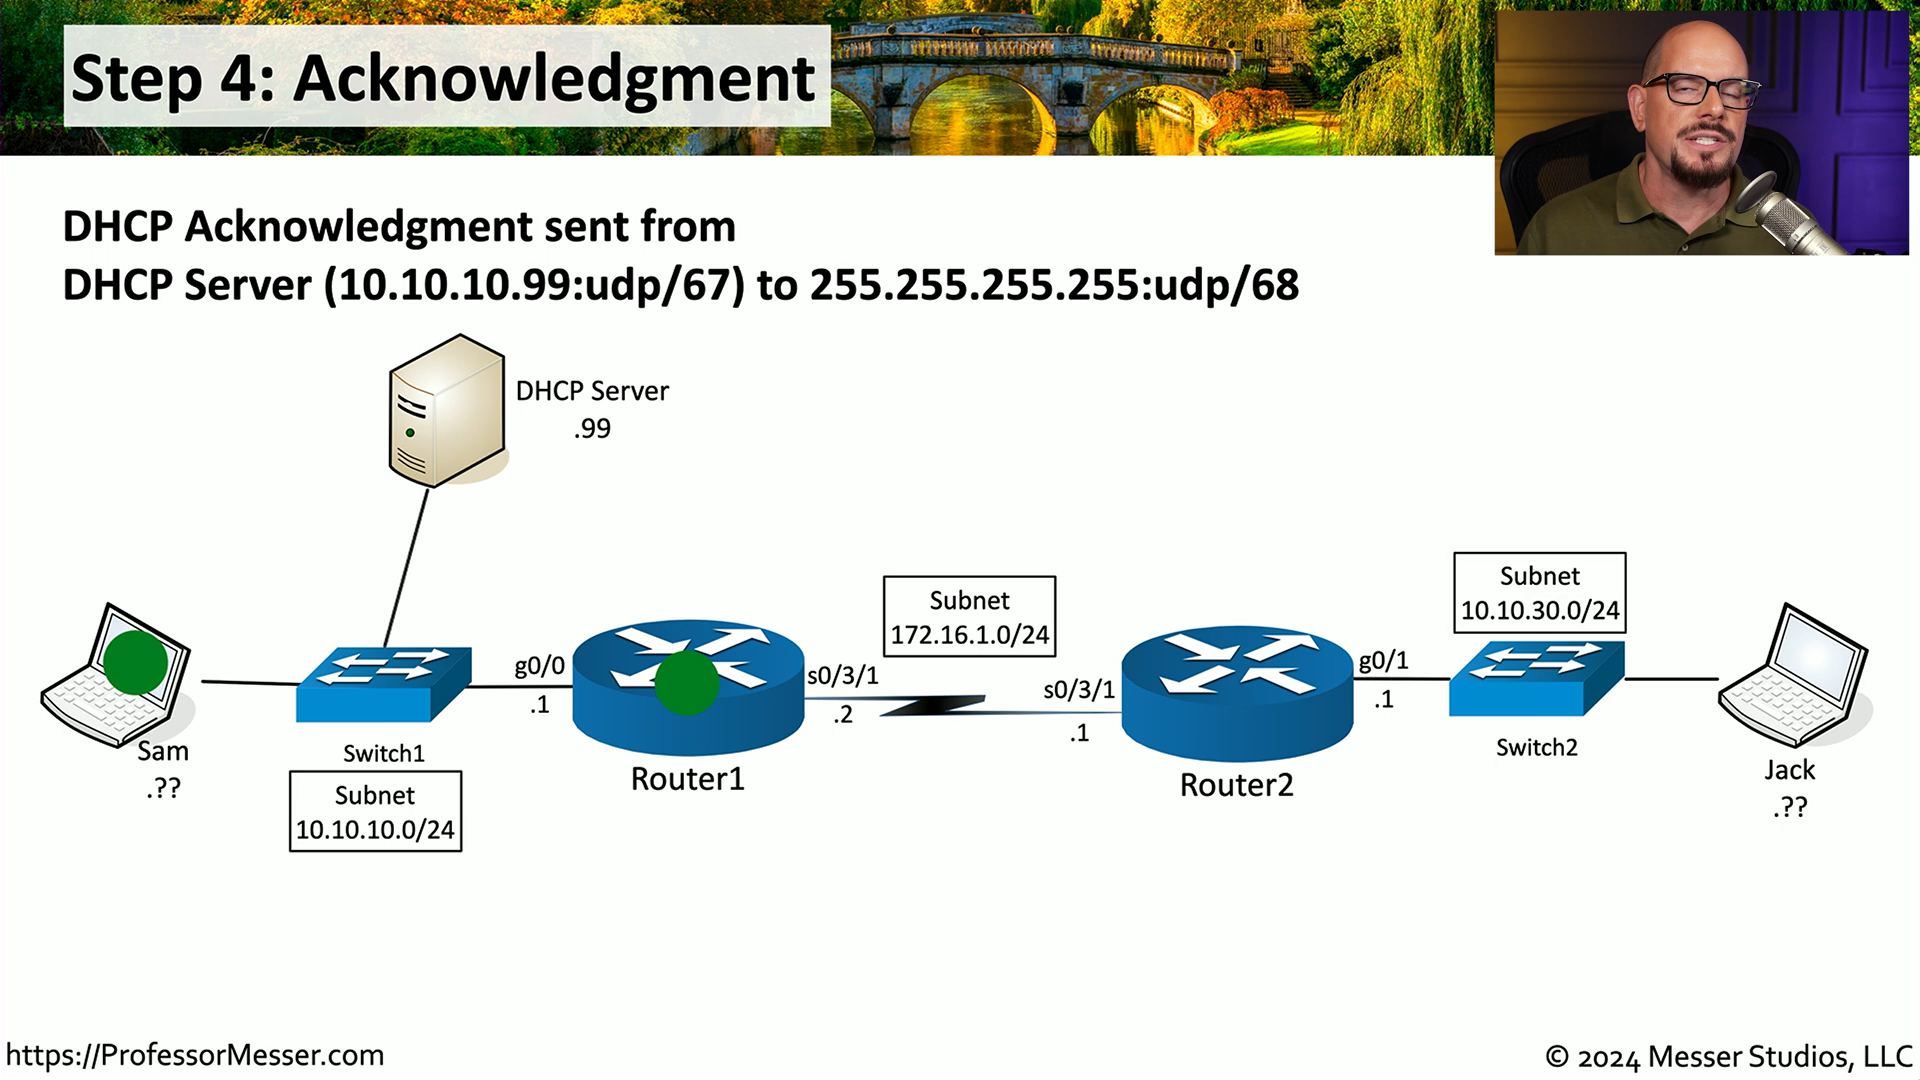 Step 4: Acknowledgment
DHCP Acknowledgment sent from
DHCP Server (10.10.10.99:udp/67) to 255.255.255.255:udp/68
DHCP Server
.99
Subnet
172.16.1.0/24
Subnet
10.10.30.0/24
g0/0
.1
s0/3/1
.2
s0/3/1
.1
g0/1
.1
Sam
.??
Switch1
Subnet
10.10.10.0/24
Router1
Router2
Switch2
Jack
.??
https://ProfessorMesser.com
© 2024 Messer Studios, LLC